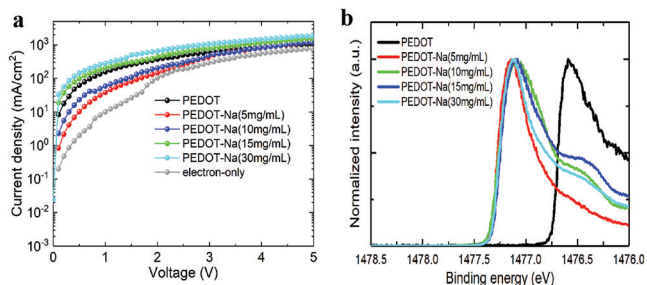 a
Current density (mA/cm²)
10³
10²
10¹
10⁰
10⁻¹
10⁻²
10⁻³
PEDOT
PEDOT-Na(5mg/mL)
PEDOT-Na(10mg/mL)
PEDOT-Na(15mg/mL)
PEDOT-Na(30mg/mL)
electron-only
0 1 2 3 4 5
Voltage (V)
b
Normalized intensity (a.u.)
PEDOT
PEDOT-Na(5mg/mL)
PEDOT-Na(10mg/mL)
PEDOT-Na(15mg/mL)
PEDOT-Na(30mg/mL)
1478.5 1478.0 1477.5 1477.0 1476.5 1476.0
Binding energy (eV)